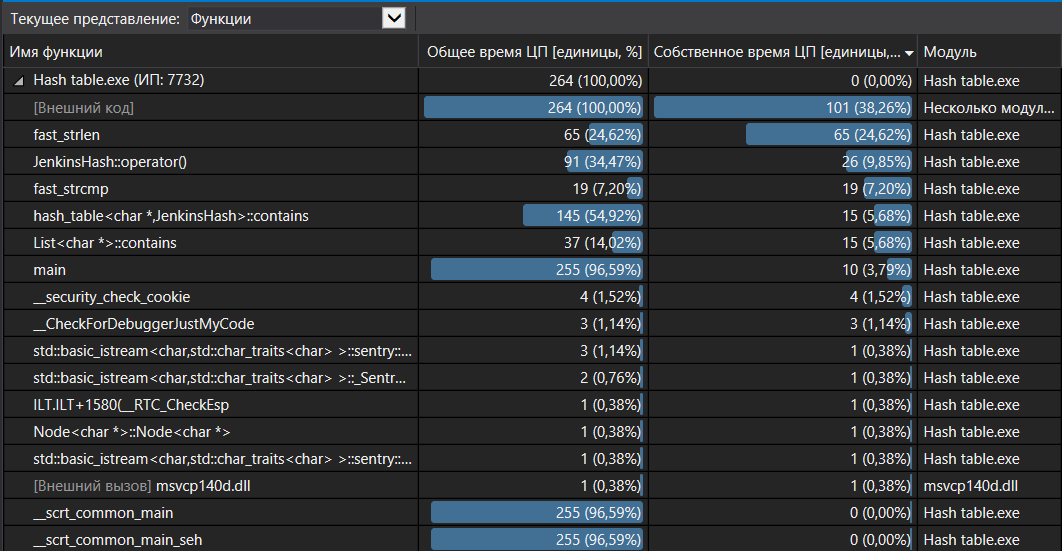 Текущее представление: Функции
Имя функции Общее время ЦП [единицы, %] Собственное время ЦП [единицы,... Модуль
Hash table.exe (ИП: 7732) 264 (100,00%) 0 (0,00%) Hash table.exe
[Внешний код] 264 (100,00%) 101 (38,26%) Несколько модул...
fast_strlen 65 (24,62%) 65 (24,62%) Hash table.exe
JenkinsHash::operator() 91 (34,47%) 26 (9,85%) Hash table.exe
fast_strcmp 19 (7,20%) 19 (7,20%) Hash table.exe
hash_table<char *,JenkinsHash>::contains 145 (54,92%) 15 (5,68%) Hash table.exe
List<char *>::contains 37 (14,02%) 15 (5,68%) Hash table.exe
main 255 (96,59%) 10 (3,79%) Hash table.exe
__security_check_cookie 4 (1,52%) 4 (1,52%) Hash table.exe
__CheckForDebuggerJustMyCode 3 (1,14%) 3 (1,14%) Hash table.exe
std::basic_istream<char,std::char_traits<char> >::sentry::... 3 (1,14%) 1 (0,38%) Hash table.exe
std::basic_istream<char,std::char_traits<char> >::_Sentr... 2 (0,76%) 1 (0,38%) Hash table.exe
ILT.ILT+1580(__RTC_CheckEsp 1 (0,38%) 1 (0,38%) Hash table.exe
Node<char *>::Node<char *> 1 (0,38%) 1 (0,38%) Hash table.exe
std::basic_istream<char,std::char_traits<char> >::sentry::... 1 (0,38%) 1 (0,38%) Hash table.exe
[Внешний вызов] msvcp140d.dll 1 (0,38%) 1 (0,38%) msvcp140d.dll
__scrt_common_main 255 (96,59%) 0 (0,00%) Hash table.exe
__scrt_common_main_seh 255 (96,59%) 0 (0,00%) Hash table.exe